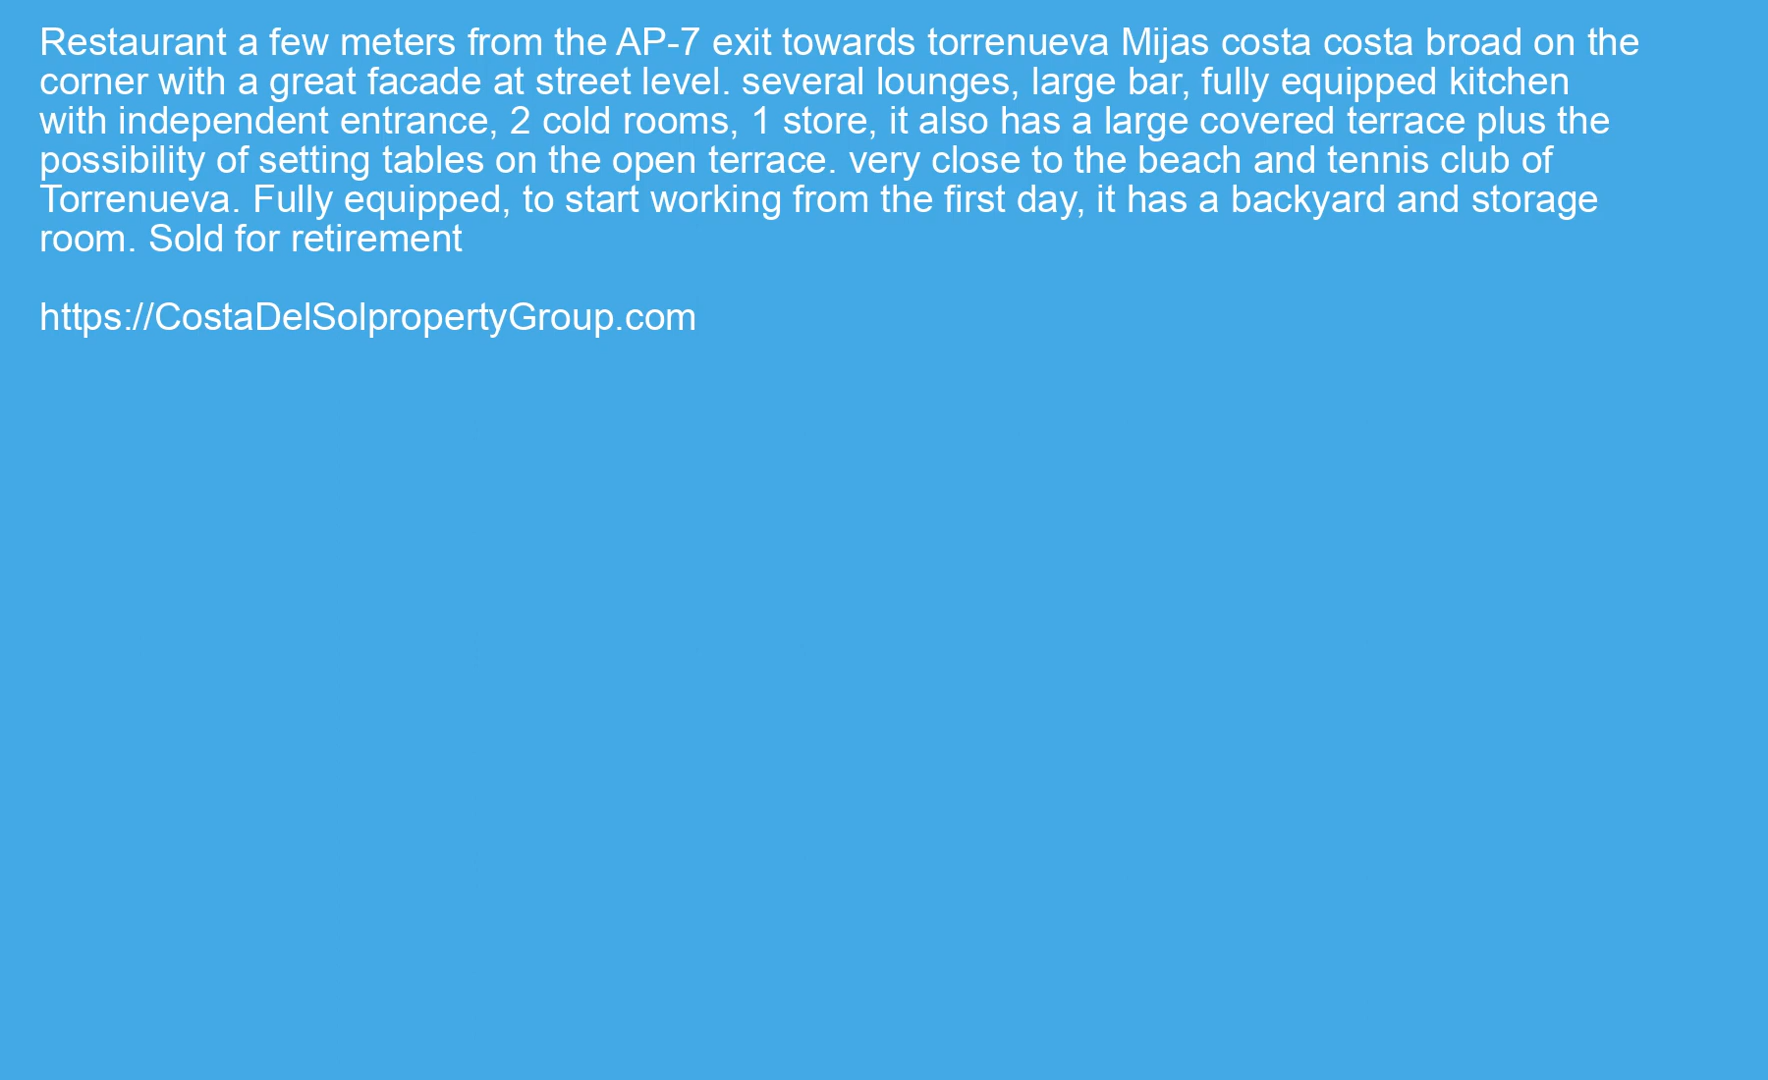 Restaurant a few meters from the AP-7 exit towards torrenueva Mijas costa costa broad on the
corner with a great facade at street level. several lounges, large bar, fully equipped kitchen
with independent entrance, 2 cold rooms, 1 store, it also has a large covered terrace plus the
possibility of setting tables on the open terrace. very close to the beach and tennis club of
Torrenueva. Fully equipped, to start working from the first day, it has a backyard and storage
room. Sold for retirement
https://CostaDelSolpropertyGroup.com